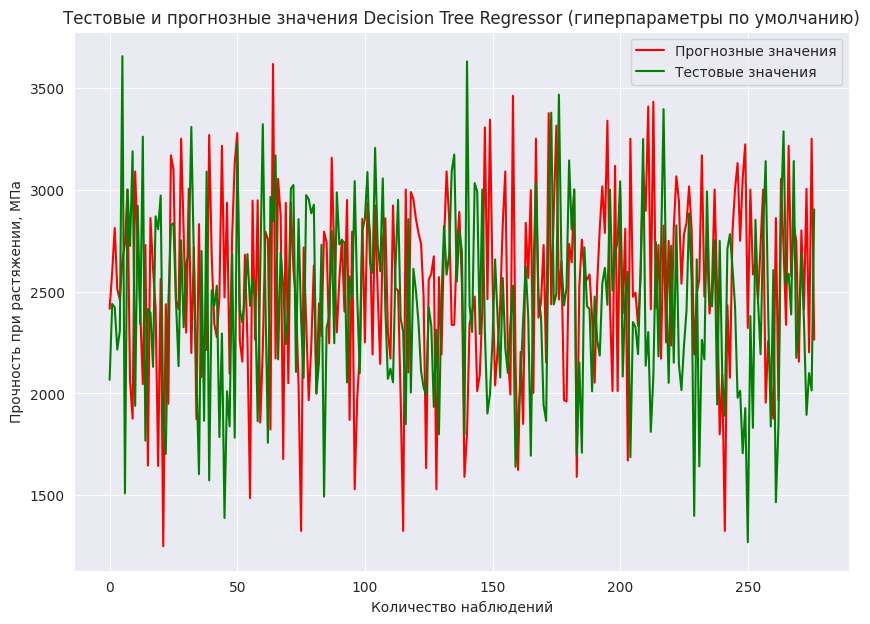 Тестовые и прогнозные значения Decision Tree Regressor (гиперпараметры по умолчанию)
Прогнозные значения
Тестовые значения
Прочность при растяжении, МПа
3500
3000
2500
2000
1500
0 50 100 150 200 250
Количество наблюдений